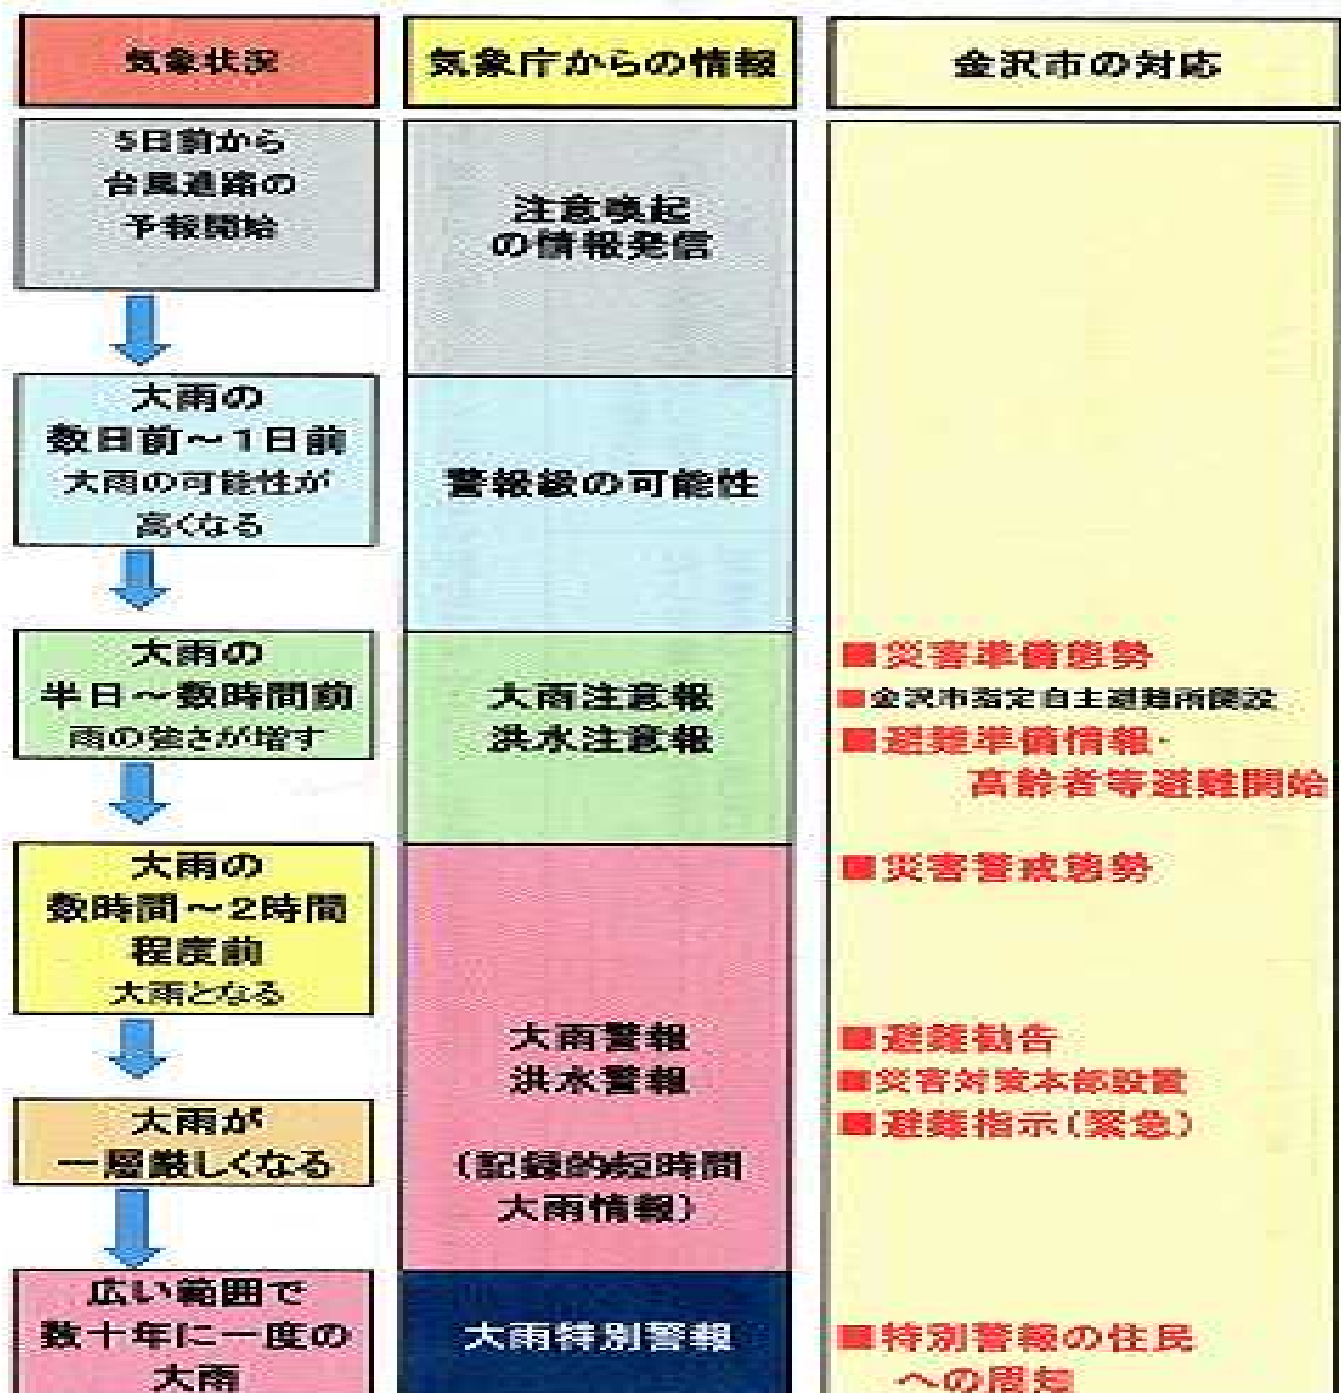 気象状況
気象庁からの情報
金沢市の対応
5日前から
台風進路の
予報開始
注意喚起
の情報発信
大雨の
数日前～1日前
大雨の可能性が
高くなる
警報級の可能性
大雨の
半日～数時間前
雨の強さが増す
大雨注意報
洪水注意報
■災害準備態勢
■金沢市指定自主避難所開設
■避難準備情報・
高齢者等避難開始
大雨の
数時間～2時間
程度前
大雨となる
大雨が
一層厳しくなる
大雨警報
洪水警報
(記録的短時間
大雨情報)
■災害警戒態勢
■避難勧告
■災害対策本部設置
■避難指示(緊急)
広い範囲で
数十年に一度の
大雨
大雨特別警報
■特別警報の住民
への周知